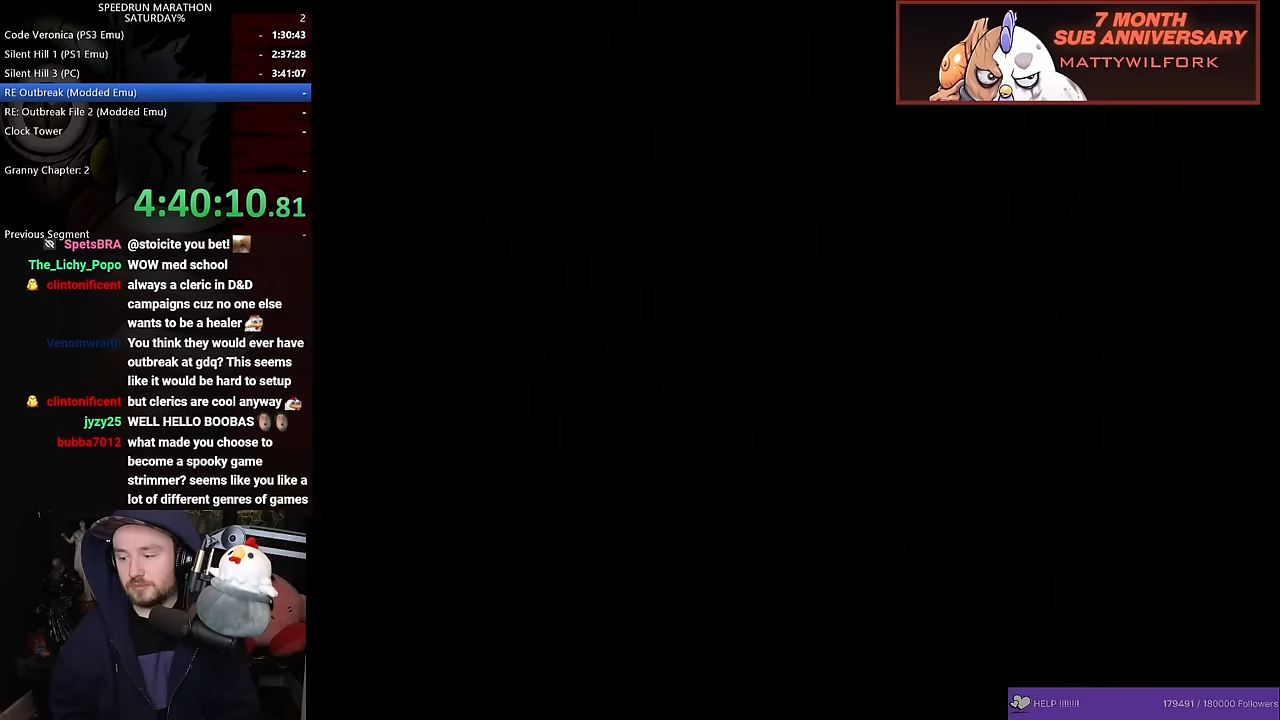 SPEEDRUN MARATHON
SATURDAY%
2
Code Veronica (PS3 Emu) - 1:30:43
Silent Hill 1 (PS1 Emu) - 2:37:28
Silent Hill 3 (PC) - 3:41:07
RE Outbreak (Modded Emu) -
RE: Outbreak File 2 (Modded Emu) -
Clock Tower -
Granny Chapter: 2 -
4:40:10.81
Previous Segment -
SpetsBRA @stoicite you bet!
The_Lichy_Popo WOW med school
clintonificent always a cleric in D&D
campaigns cuz no one else
wants to be a healer
Venomwraith You think they would ever have
outbreak at gdq? This seems
like it would be hard to setup
clintonificent but clerics are cool anyway
jyzy25 WELL HELLO BOOBAS
bubba7012 what made you choose to
become a spooky game
strimmer? seems like you like a
lot of different genres of games
7 MONTH
SUB ANNIVERSARY
MATTYWILFORK
HELP !!!!!!! 179491 / 180000 Followers